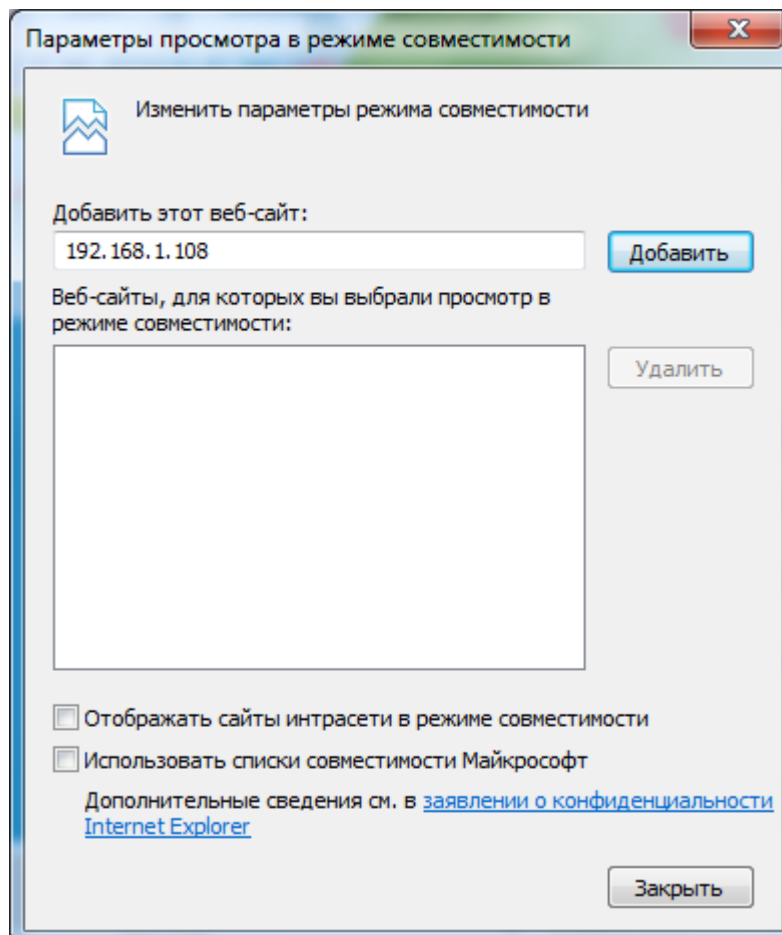 Параметры просмотра в режиме совместимости
Изменить параметры режима совместимости
Добавить этот веб-сайт:
192.168.1.108
Добавить
Веб-сайты, для которых вы выбрали просмотр в
режиме совместимости:
Удалить
Отображать сайты интрасети в режиме совместимости
Использовать списки совместимости Майкрософт
Дополнительные сведения см. в заявлении о конфиденциальности
Internet Explorer
Закрыть